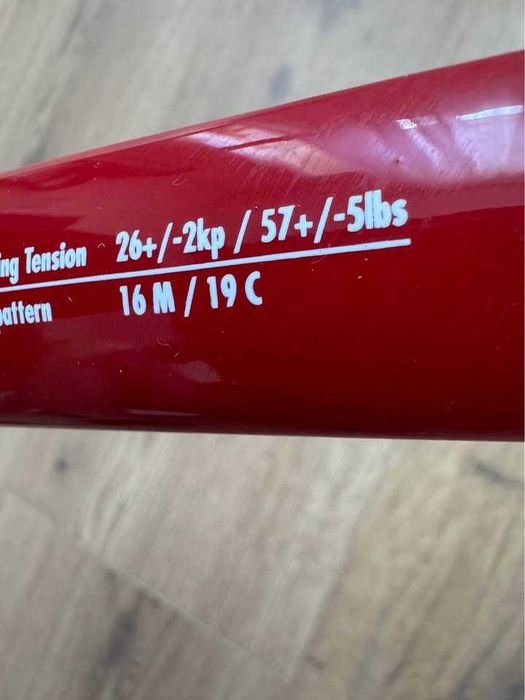 ing Tension 26+/-2kp / 57+/-5lbs
pattern 16 M / 19 C